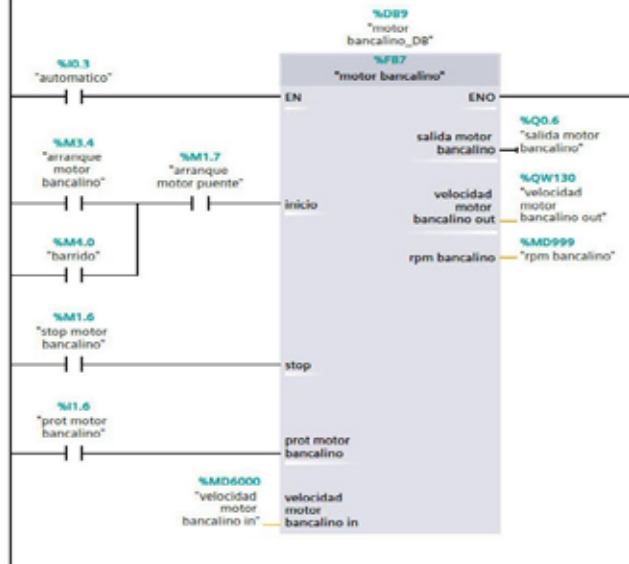 %DB9
"motor
bancalino_DB"
%FB7
"motor bancalino"
%I0.3
"automatico"
EN
ENO
%Q0.6
"salida motor
bancalino"
salida motor
bancalino
%M3.4
"arranque
motor
bancalino"
%M1.7
"arranque
motor puente"
inicio
%QW130
"velocidad
motor
bancalino out"
velocidad
motor
bancalino out
%M4.0
"barrido"
%MD999
"rpm bancalino"
rpm bancalino
%M1.6
"stop motor
bancalino"
stop
%I1.6
"prot motor
bancalino"
prot motor
bancalino
%MD6000
"velocidad
motor
bancalino in"
velocidad
motor
bancalino in